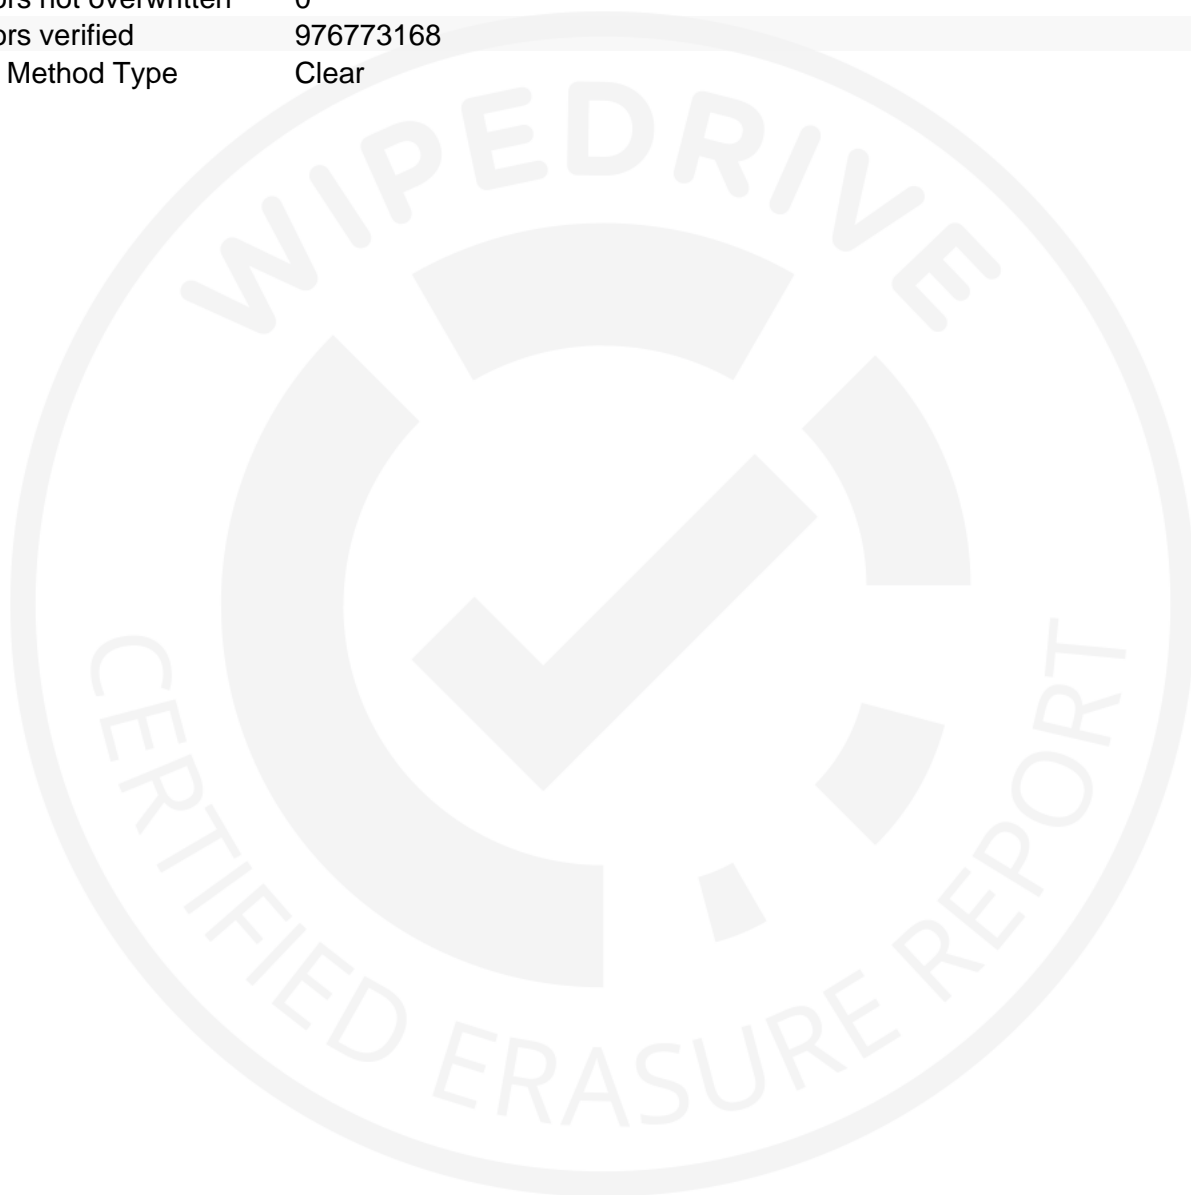 ors not overwritten 0
ors verified 976773168
Method Type Clear
WIPEDRIVE
CERTIFIED ERASURE REPORT